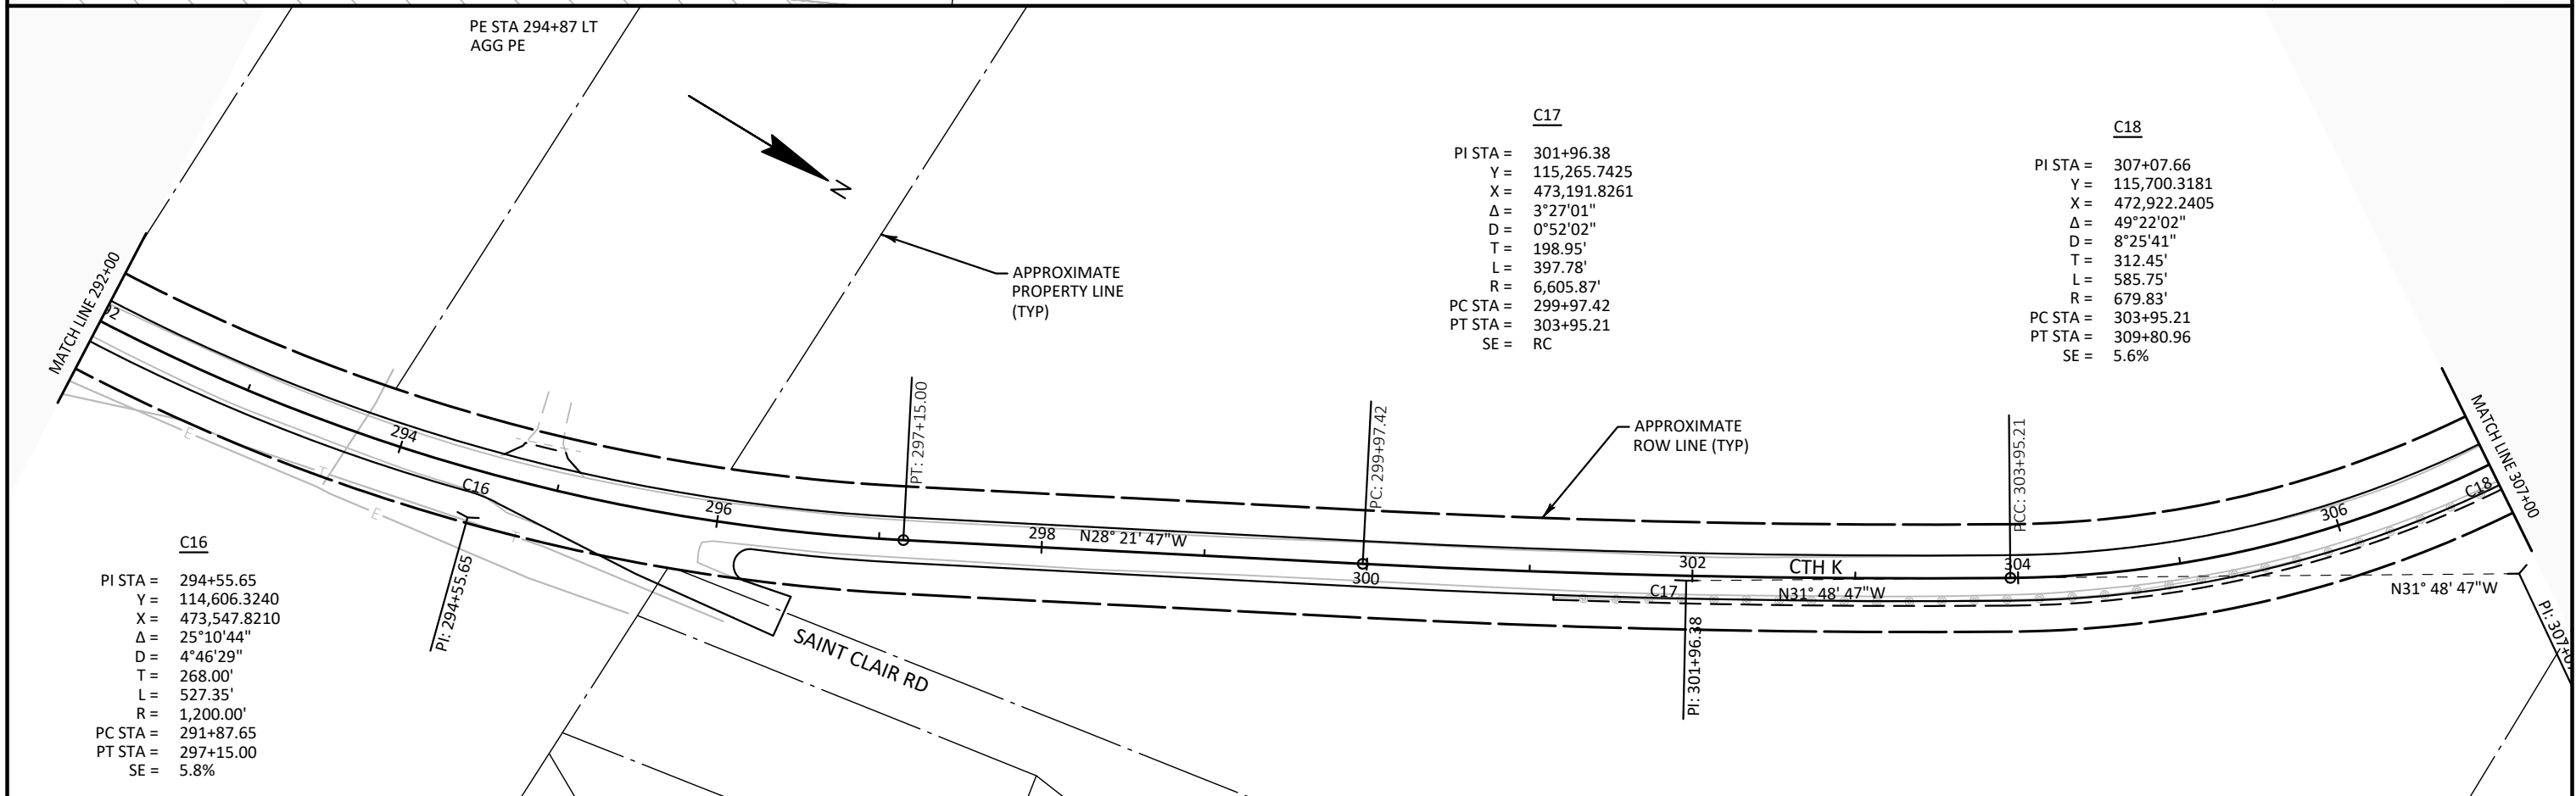 PE STA 294+87 LT
AGG PE
N
MATCH LINE 292+00
294
C16
296
PI: 294+55.65
PT: 297+15.00
298
N28° 21' 47"W
APPROXIMATE
PROPERTY LINE
(TYP)
SAINT CLAIR RD
PC: 299+97.42
300
APPROXIMATE
ROW LINE (TYP)
C17
302
PI: 301+96.38
CTH K
N31° 48' 47"W
PCC: 303+95.21
304
306
C18
N31° 48' 47"W
MATCH LINE 307+00
E
T
E
T
C16
PI STA = 294+55.65
Y = 114,606.3240
X = 473,547.8210
Δ = 25°10'44"
D = 4°46'29"
T = 268.00'
L = 527.35'
R = 1,200.00'
PC STA = 291+87.65
PT STA = 297+15.00
SE = 5.8%
C17
PI STA = 301+96.38
Y = 115,265.7425
X = 473,191.8261
Δ = 3°27'01"
D = 0°52'02"
T = 198.95'
L = 397.78'
R = 6,605.87'
PC STA = 299+97.42
PT STA = 303+95.21
SE = RC
C18
PI STA = 307+07.66
Y = 115,700.3181
X = 472,922.2405
Δ = 49°22'02"
D = 8°25'41"
T = 312.45'
L = 585.75'
R = 679.83'
PC STA = 303+95.21
PT STA = 309+80.96
SE = 5.6%